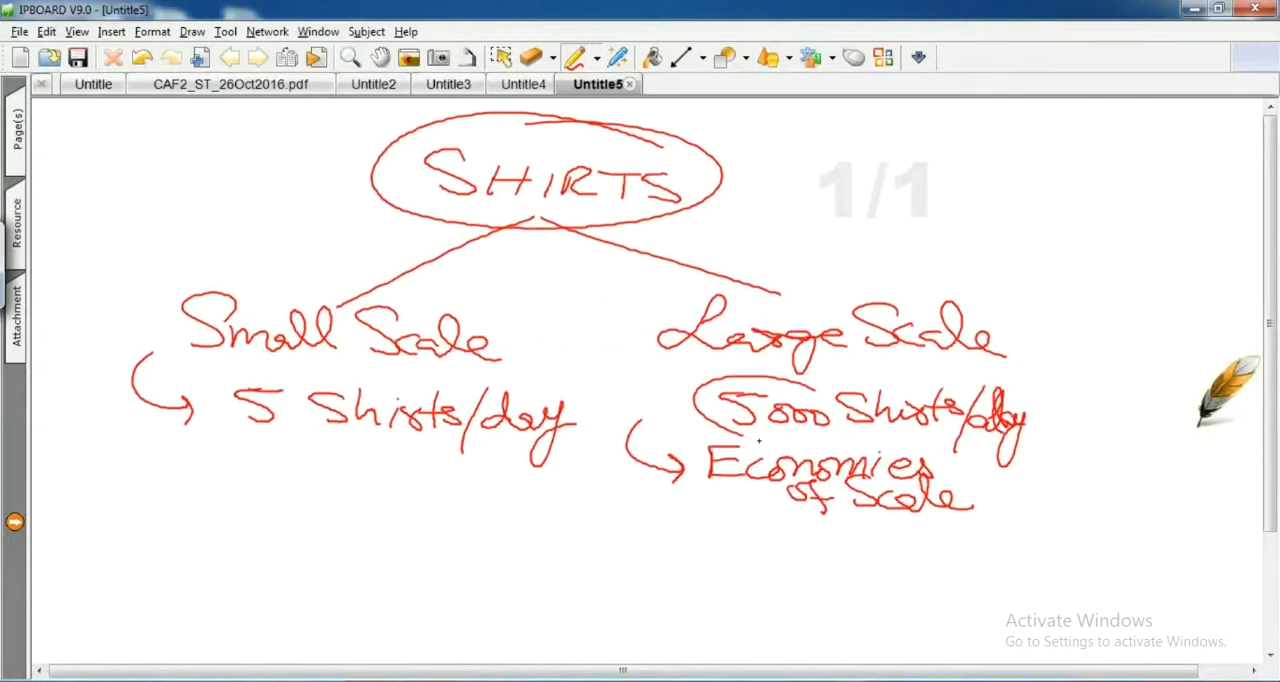 IPBOARD V9.0 - [Untitle5]
File Edit View Insert Format Draw Tool Network Window Subject Help
Untitle CAF2_ST_26Oct2016.pdf Untitle2 Untitle3 Untitle4 Untitle5
Page(s)
Resource
Attachment
1/1
SHIRTS
Small Scale
Large Scale
5 Shirts/day
5000 Shirts/day
Economies
of Scale
Activate Windows
Go to Settings to activate Windows.